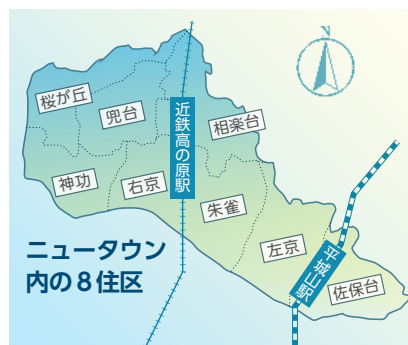 桜が丘
兜台
相楽台
近鉄高の原駅
神功
右京
朱雀
左京
平城山駅
佐保台
ニュータウン
内の8住区